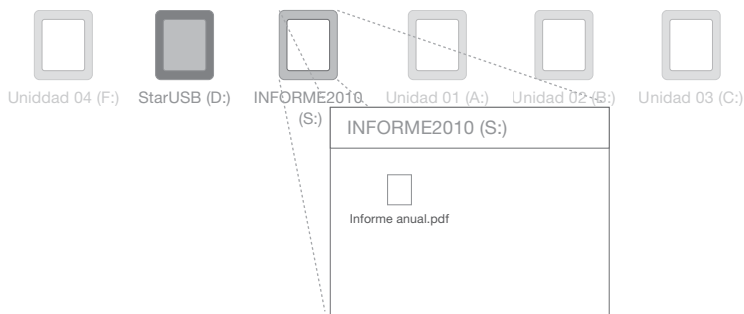 Uniddad 04 (F:)
StarUSB (D:)
INFORME2010
(S:)
Unidad 01 (A:)
Unidad 02 (B:)
Unidad 03 (C:)
INFORME2010 (S:)
Informe anual.pdf